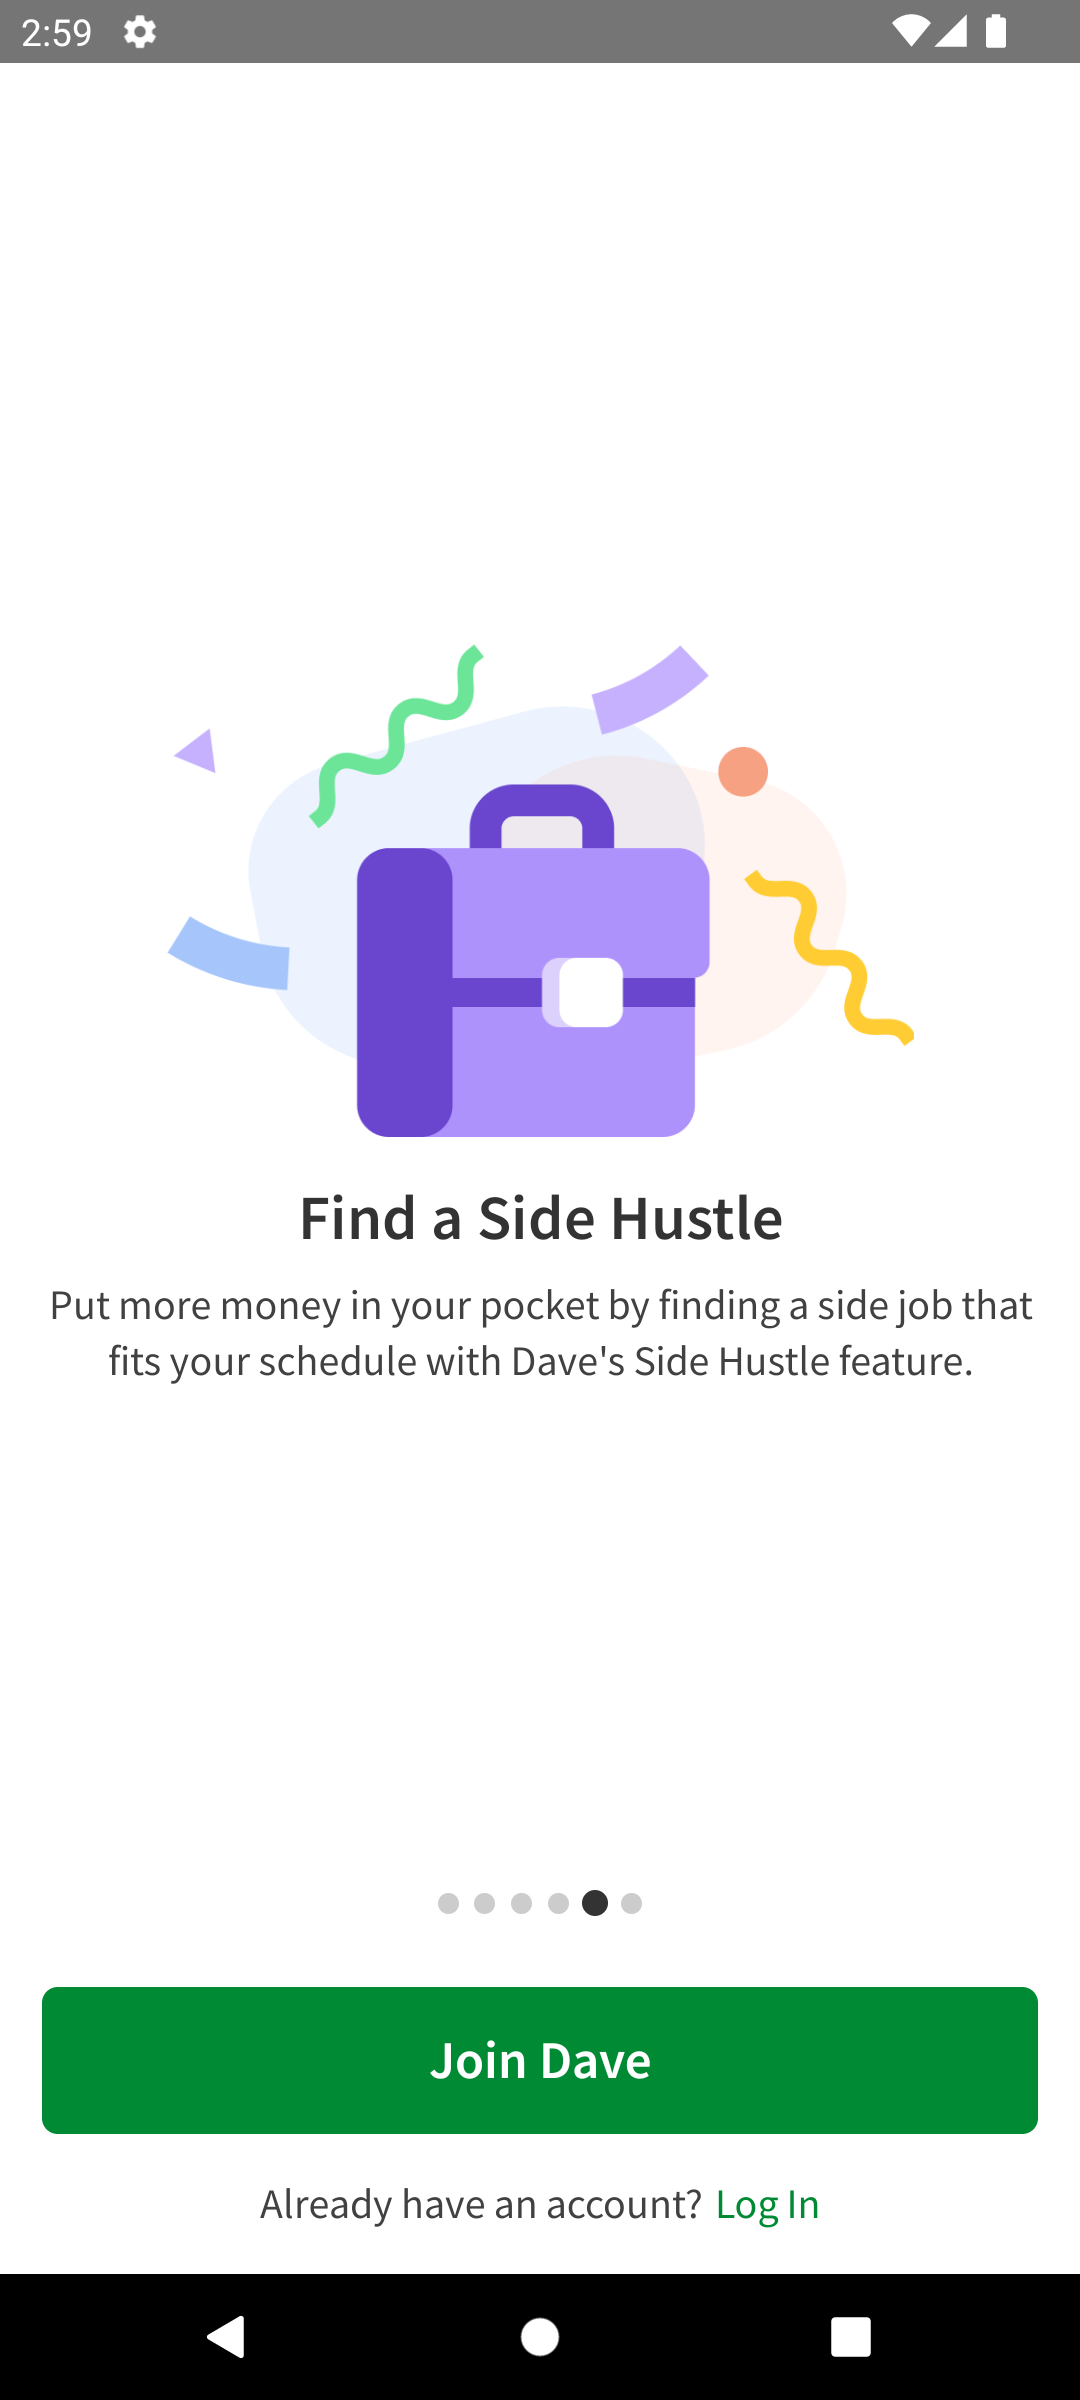 2:59
Find a Side Hustle
Put more money in your pocket by finding a side job that
fits your schedule with Dave's Side Hustle feature.
Join Dave
Already have an account? Log In